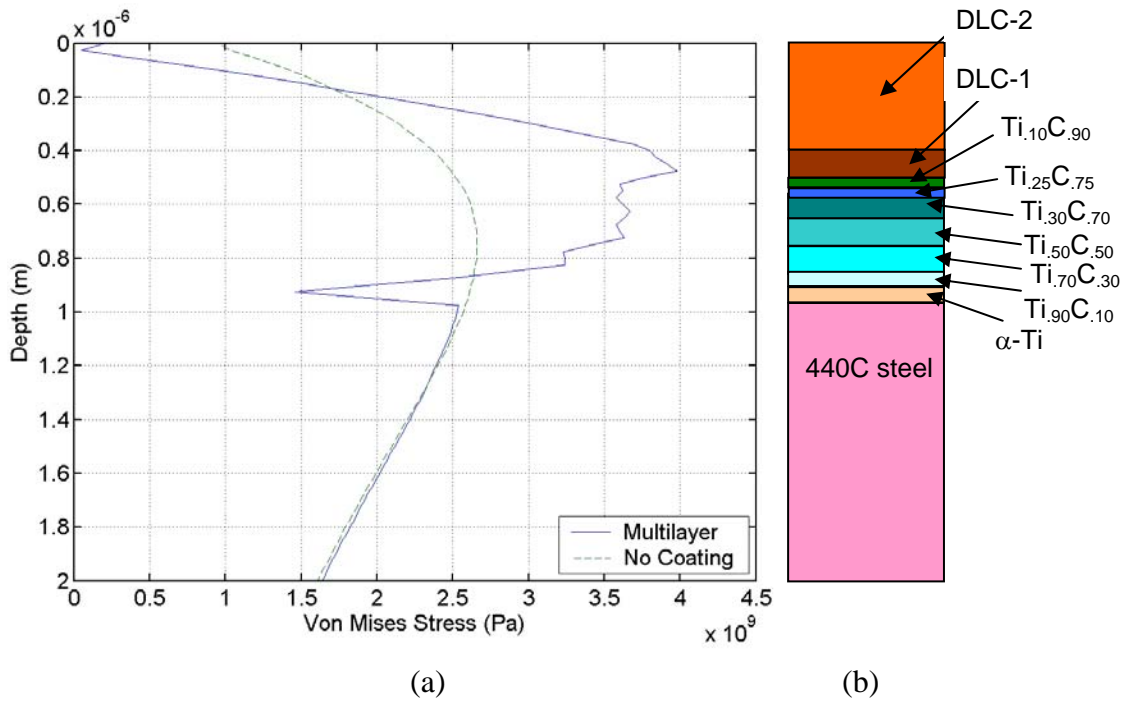 x 10⁻⁶
0
0.2
0.4
0.6
0.8
1
1.2
1.4
1.6
1.8
2
Depth (m)
0 0.5 1 1.5 2 2.5 3 3.5 4 4.5
Von Mises Stress (Pa)
x 10⁹
Multilayer
No Coating
(a)
DLC-2
DLC-1
Ti.10C.90
Ti.25C.75
Ti.30C.70
Ti.50C.50
Ti.70C.30
Ti.90C.10
α-Ti
440C steel
(b)